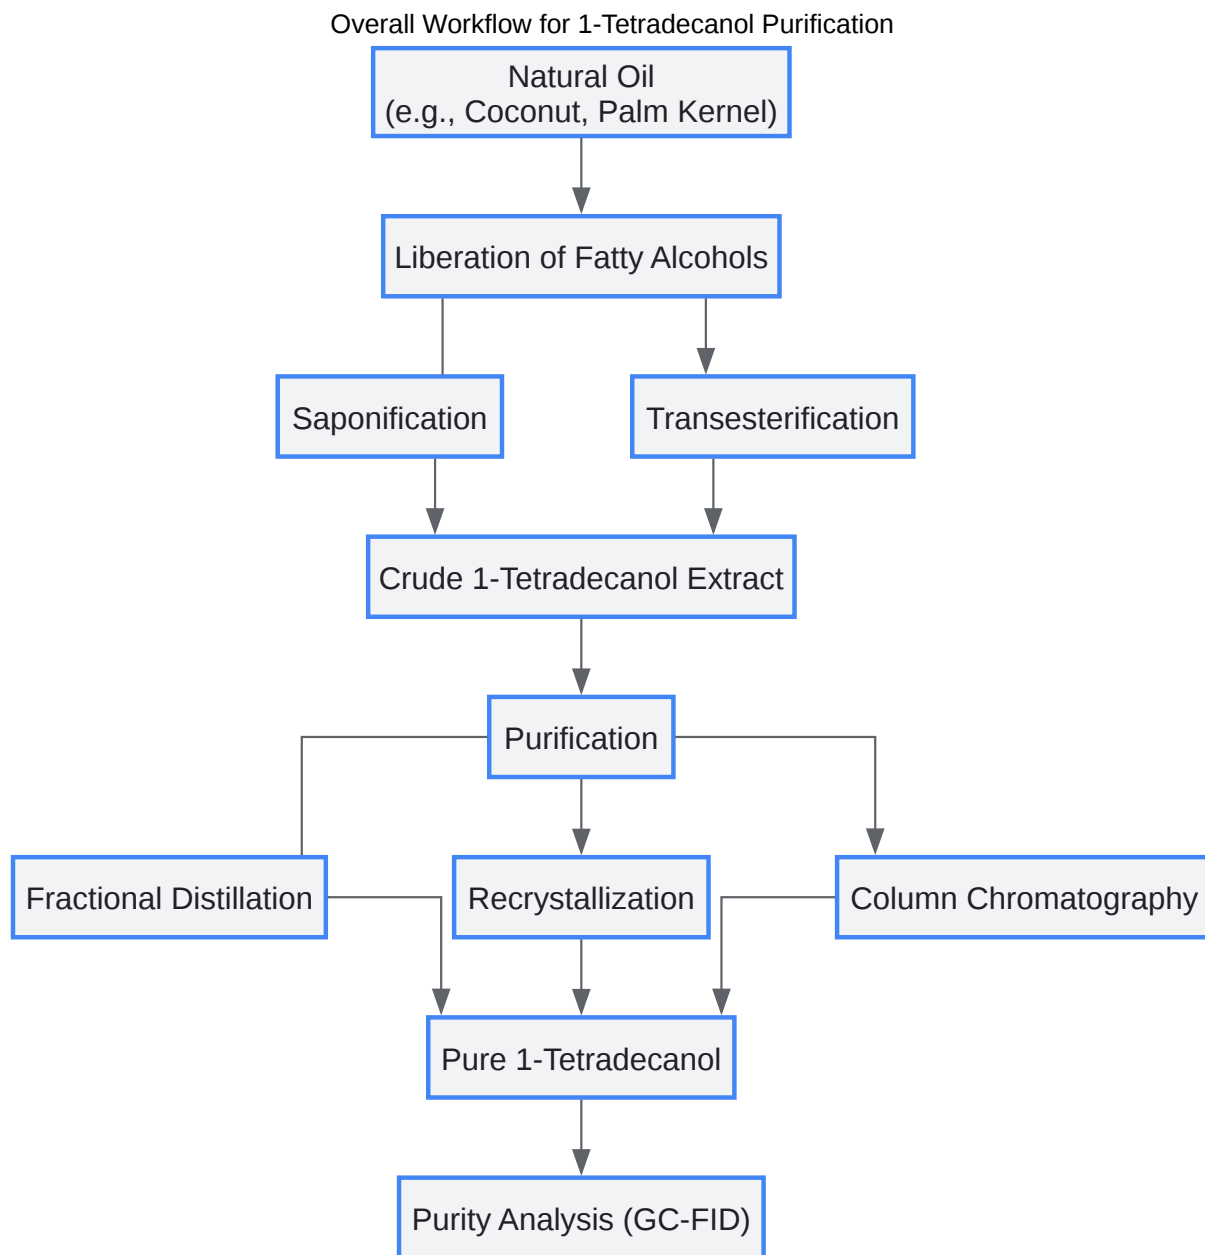 Overall Workflow for 1-Tetradecanol Purification
Natural Oil
(e.g., Coconut, Palm Kernel)
Liberation of Fatty Alcohols
Saponification
Transesterification
Crude 1-Tetradecanol Extract
Purification
Fractional Distillation
Recrystallization
Column Chromatography
Pure 1-Tetradecanol
Purity Analysis (GC-FID)